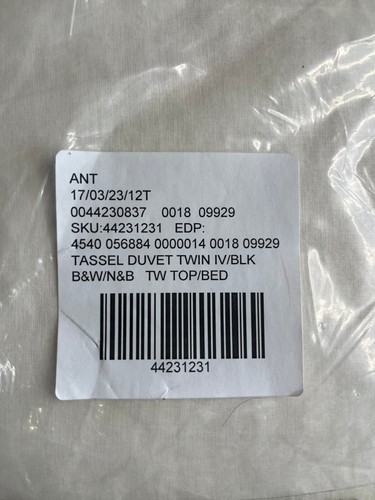 ANT
17/03/23/12T
0044230837 0018 09929
SKU:44231231 EDP:
4540 056884 0000014 0018 09929
TASSEL DUVET TWIN IV/BLK
B&W/N&B TW TOP/BED
44231231